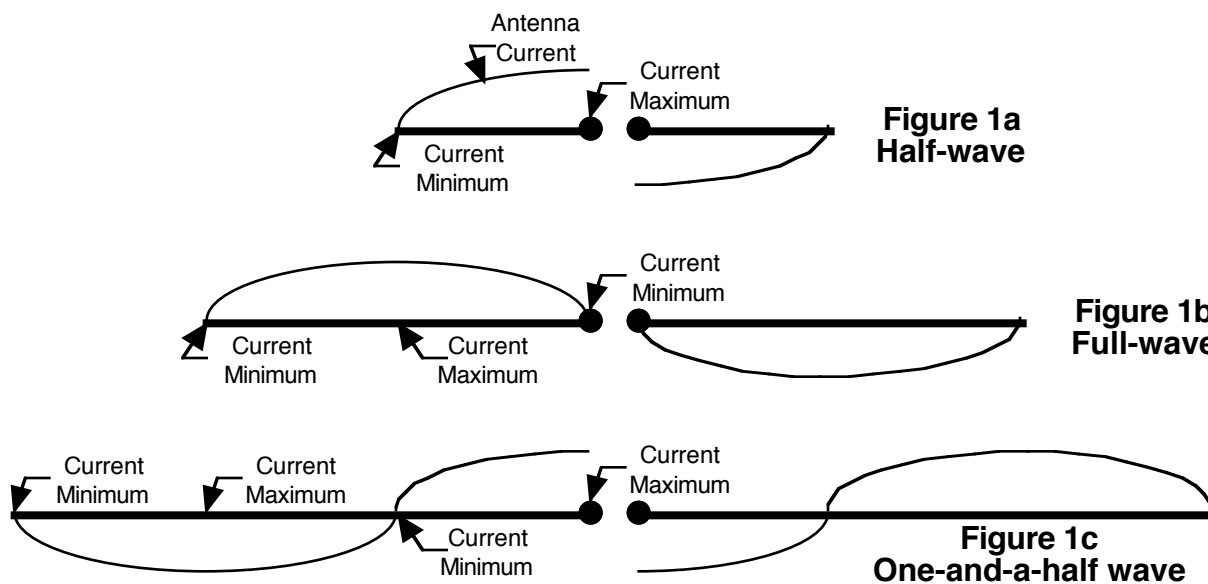 Antenna
Current
Current
Maximum
Current
Minimum
Figure 1a
Half-wave
Current
Minimum
Current
Minimum
Current
Maximum
Figure 1b
Full-wave
Current
Minimum
Current
Maximum
Current
Maximum
Current
Minimum
Figure 1c
One-and-a-half wave